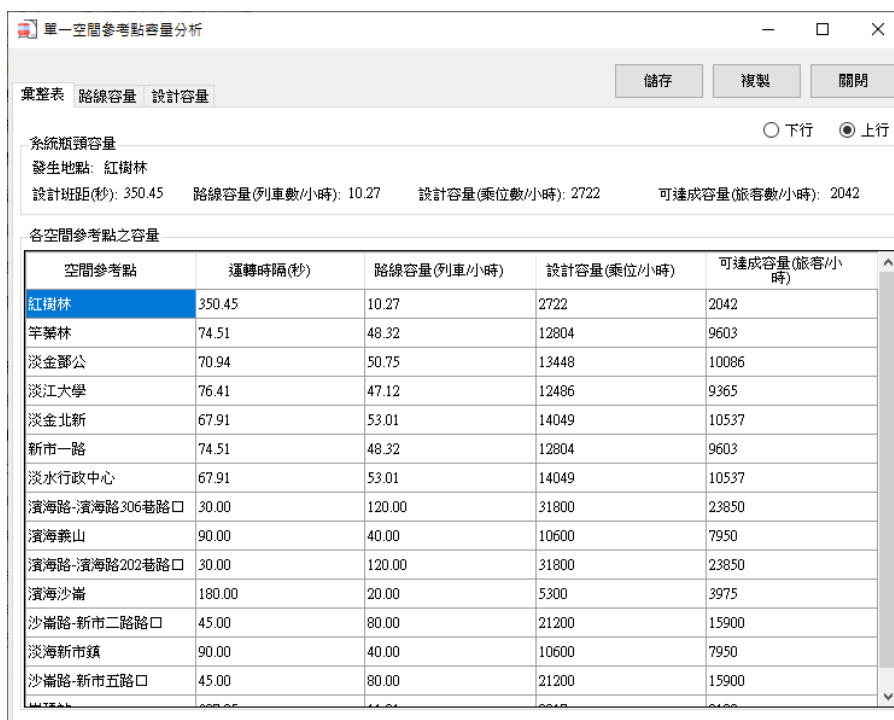 單一空間參考點容量分析
儲存 複製 關閉
彙整表 路線容量 設計容量
下行 上行
系統瓶頸容量
發生地點: 紅樹林
設計班距(秒): 350.45 路線容量(列車數/小時): 10.27 設計容量(乘位數/小時): 2722 可達成容量(旅客數/小時): 2042
各空間參考點之容量
空間參考點 運轉時隔(秒) 路線容量(列車/小時) 設計容量(乘位/小時) 可達成容量(旅客/小時)
紅樹林 350.45 10.27 2722 2042
竿蓁林 74.51 48.32 12804 9603
淡金鄧公 70.94 50.75 13448 10086
淡江大學 76.41 47.12 12486 9365
淡金北新 67.91 53.01 14049 10537
新市一路 74.51 48.32 12804 9603
淡水行政中心 67.91 53.01 14049 10537
濱海路-濱海路306巷路口 30.00 120.00 31800 23850
濱海義山 90.00 40.00 10600 7950
濱海路-濱海路202巷路口 30.00 120.00 31800 23850
濱海沙崙 180.00 20.00 5300 3975
沙崙路-新市二路路口 45.00 80.00 21200 15900
淡海新市鎮 90.00 40.00 10600 7950
沙崙路-新市五路口 45.00 80.00 21200 15900